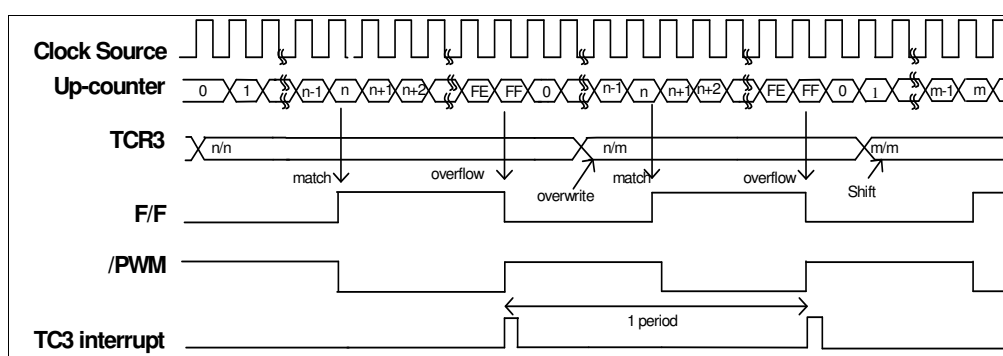 Clock Source
Up-counter 0 1 n-1 n n+1 n+2 FE FF 0 n-1 n n+1 n+2 FE FF 0 1 m-1 m
TCR3 n/n n/m m/m
match overflow overwrite match overflow Shift
F/F
/PWM
1 period
TC3 interrupt